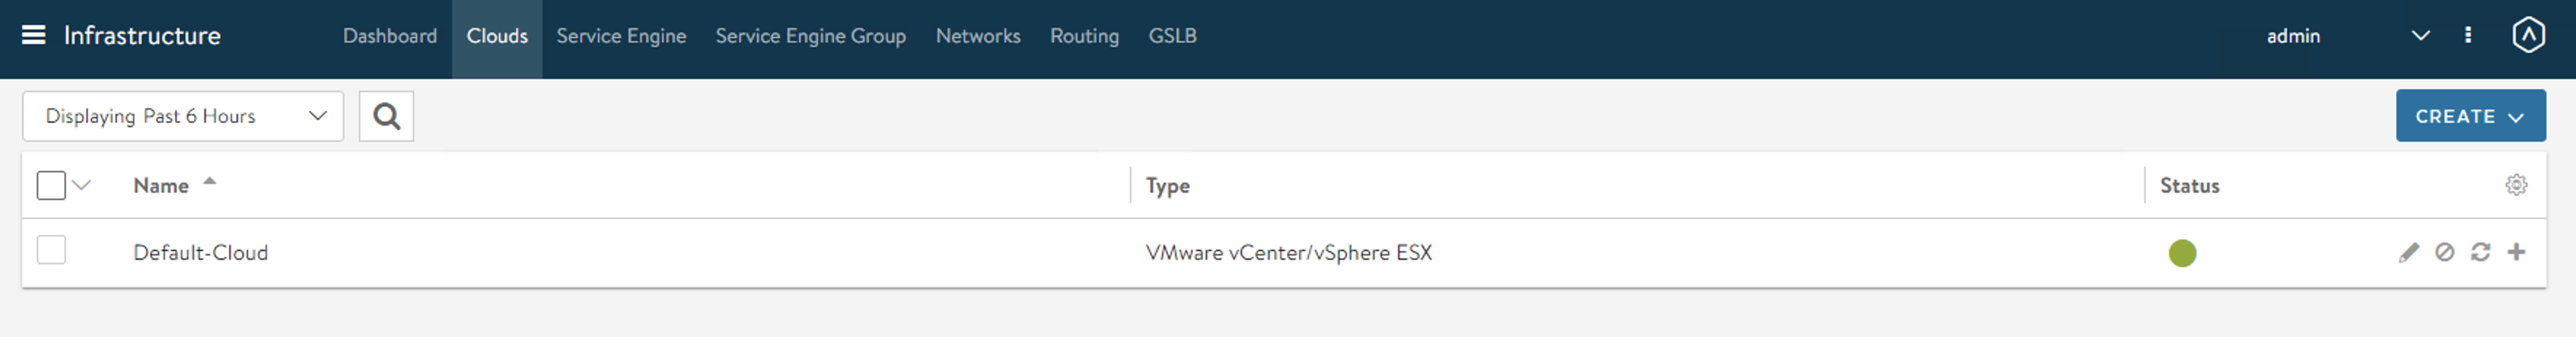 Infrastructure Dashboard Clouds Service Engine Service Engine Group Networks Routing GSLB admin
Displaying Past 6 Hours CREATE
Name Type Status
Default-Cloud VMware vCenter/vSphere ESX